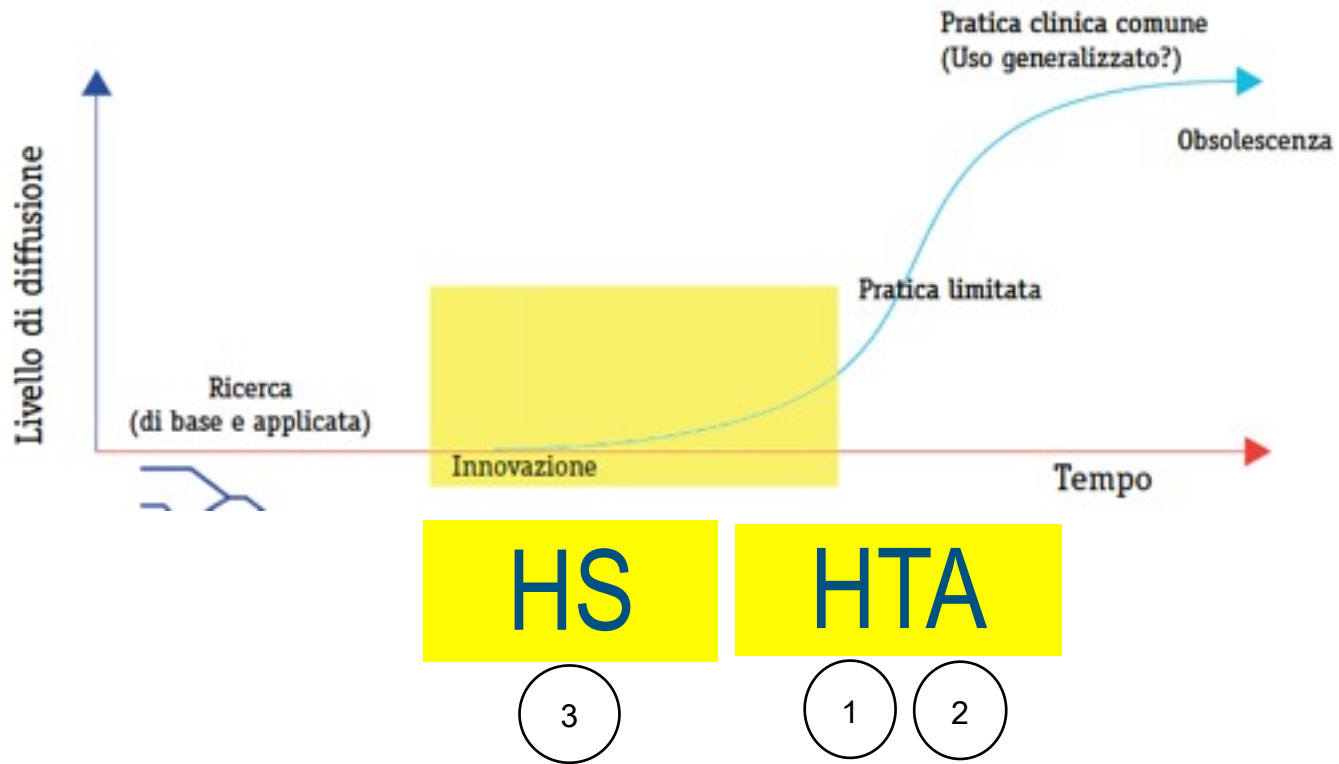 Pratica clinica comune
(Uso generalizzato?)
Obsolescenza
Livello di diffusione
Pratica limitata
Ricerca
(di base e applicata)
Innovazione
Tempo
HS
HTA
3
1
2